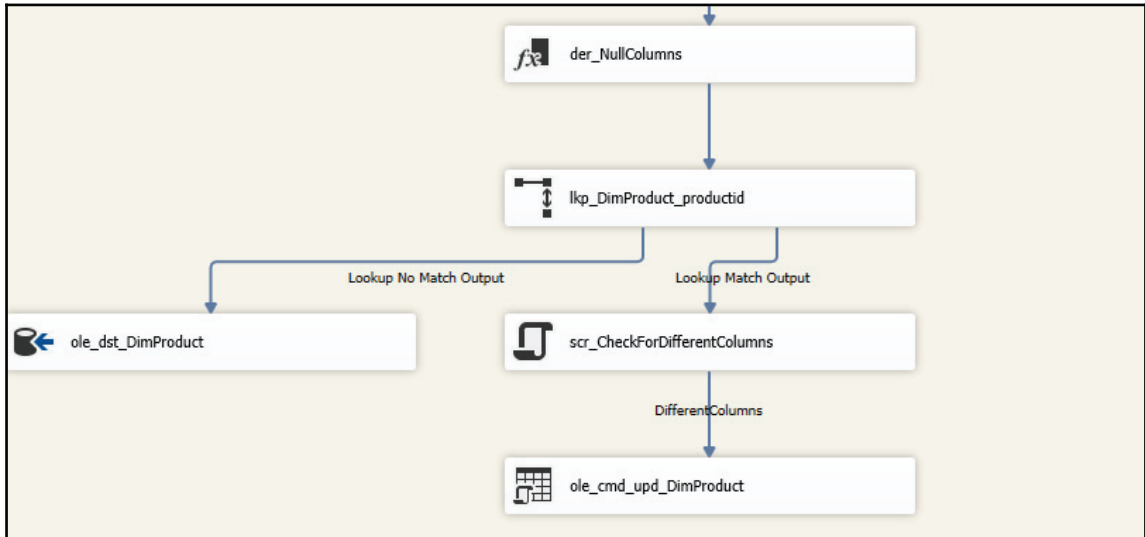 der_NullColumns
lkp_DimProduct_productid
Lookup No Match Output
Lookup Match Output
ole_dst_DimProduct
scr_CheckForDifferentColumns
DifferentColumns
ole_cmd_upd_DimProduct